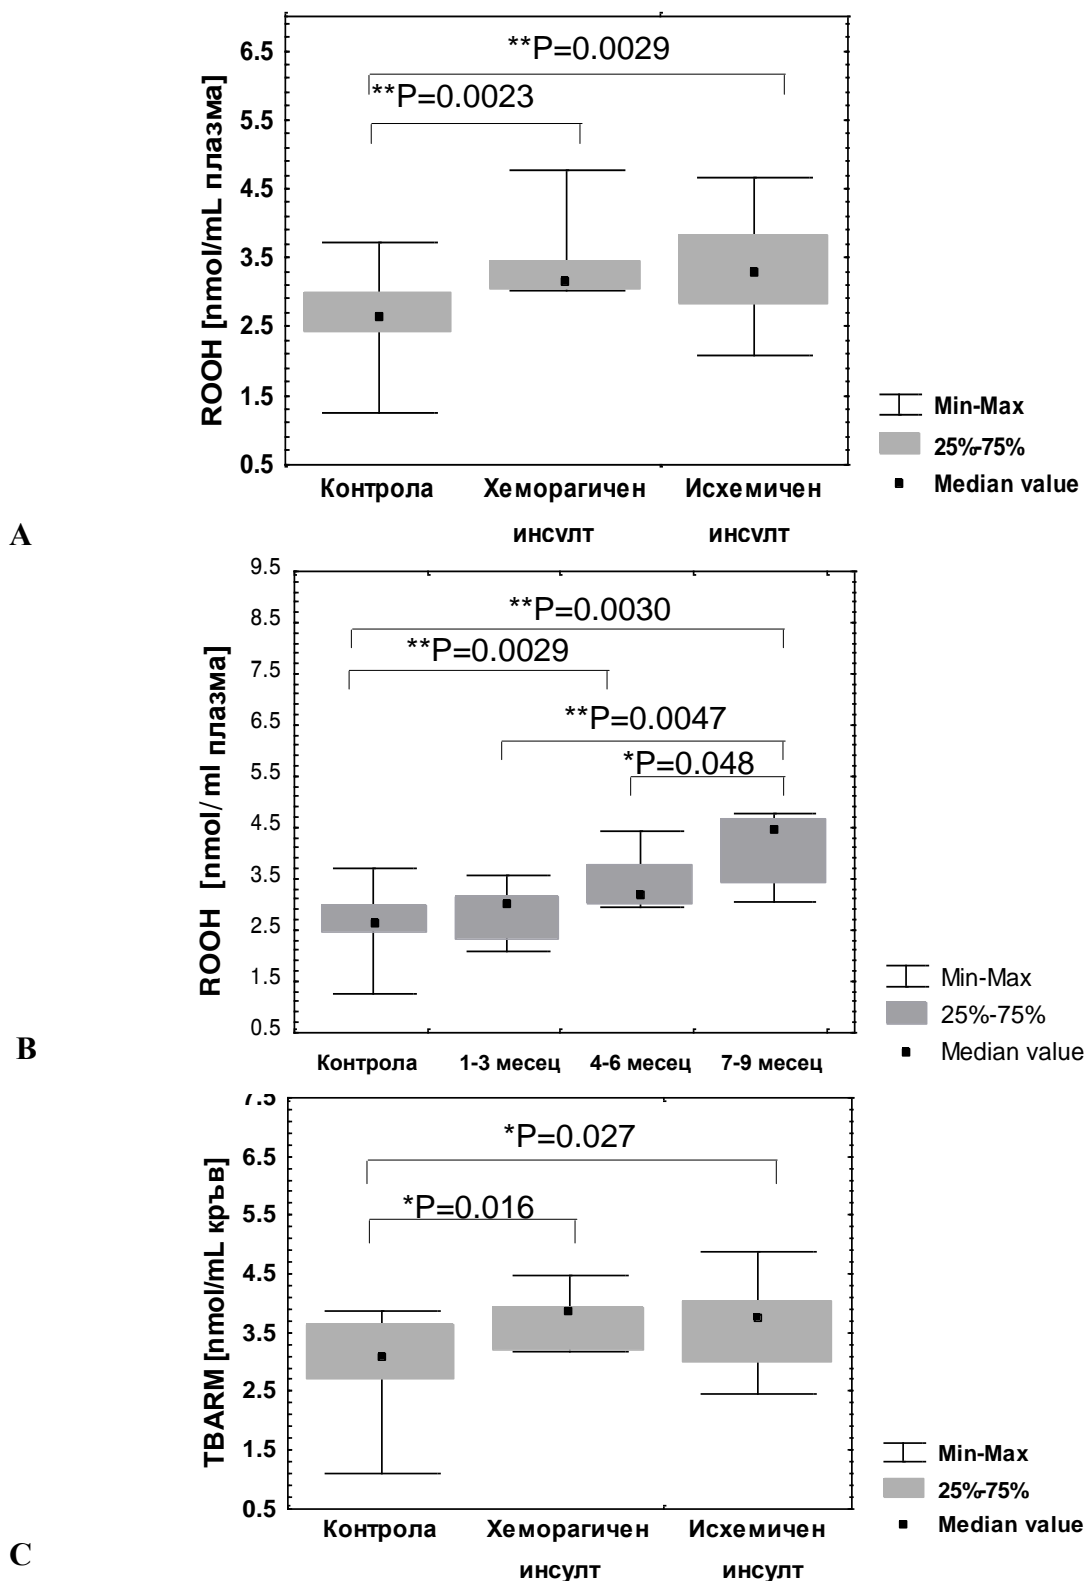 **P=0.0029
**P=0.0023
ROOH [nmol/mL плазма]
6.5
5.5
4.5
3.5
2.5
1.5
0.5
Контрола
Хеморагичен
инсулт
Исхемичен
инсулт
Min-Max
25%-75%
Median value
A
**P=0.0030
**P=0.0029
**P=0.0047
*P=0.048
ROOH [nmol/ml плазма]
9.5
8.5
7.5
6.5
5.5
4.5
3.5
2.5
1.5
0.5
Контрола
1-3 месец
4-6 месец
7-9 месец
Min-Max
25%-75%
Median value
B
*P=0.027
*P=0.016
TBARM [nmol/mL кръв]
7.5
6.5
5.5
4.5
3.5
2.5
1.5
0.5
Контрола
Хеморагичен
инсулт
Исхемичен
инсулт
Min-Max
25%-75%
Median value
C